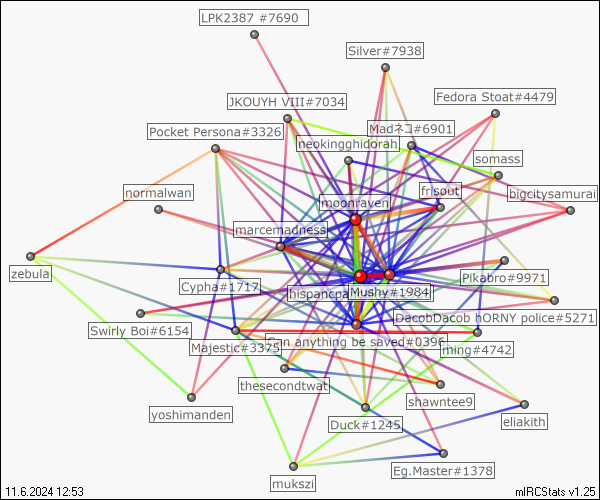 LPK2387 #7690
Silver#7938
Fedora Stoat#4479
JKOUYH VIII#7034
Madネコ#6901
Pocket Persona#3326
neokingghidorah
somass
normalwan
frisout
bigcitysamurai
moonraven
marcemadness
zebula
Cypha#1717
Pikabro#9971
hispancpa
Mushy#1984
Swirly Boi#6154
DacobDacob hORNY police#5271
Majestic#3375
Can anything be saved#0396
ming#4742
thesecondtwat
shawntee9
yoshimanden
Duck#1245
eliakith
mukszi
Eg.Master#1378
11.6.2024 12:53
mIRCStats v1.25